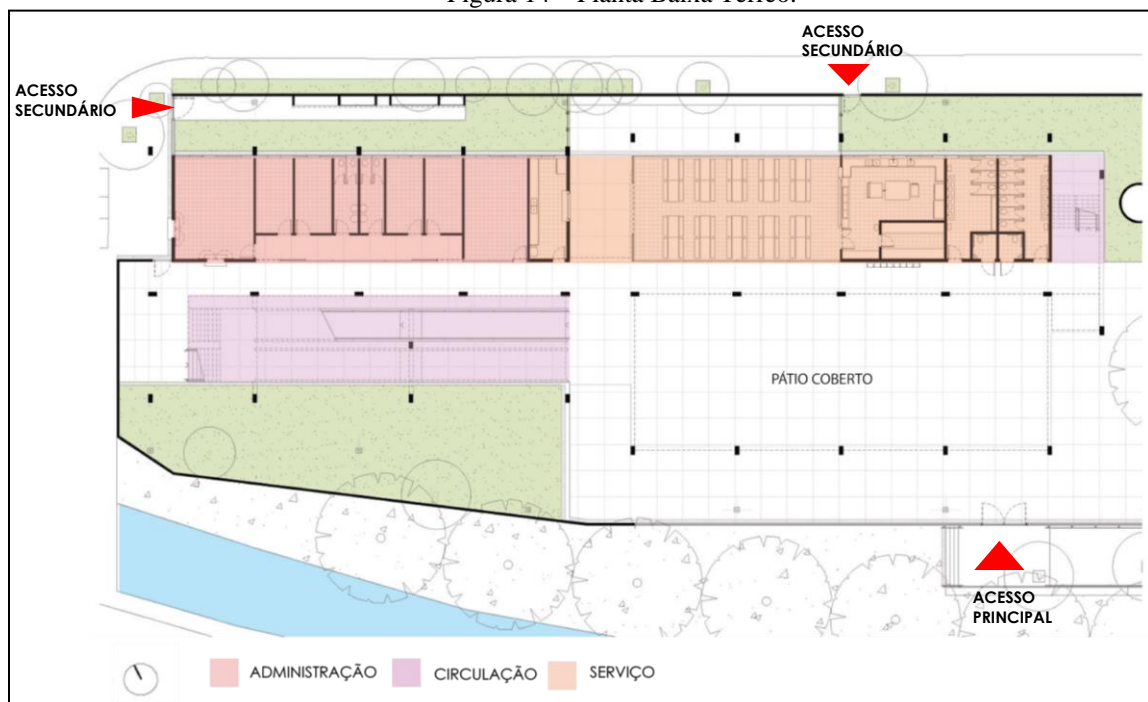 Figura 14 – Planta Baixa Térreo.
ACESSO
SECUNDÁRIO
ACESSO
SECUNDÁRIO
PÁTIO COBERTO
ACESSO
PRINCIPAL
ADMINISTRAÇÃO
CIRCULAÇÃO
SERVIÇO